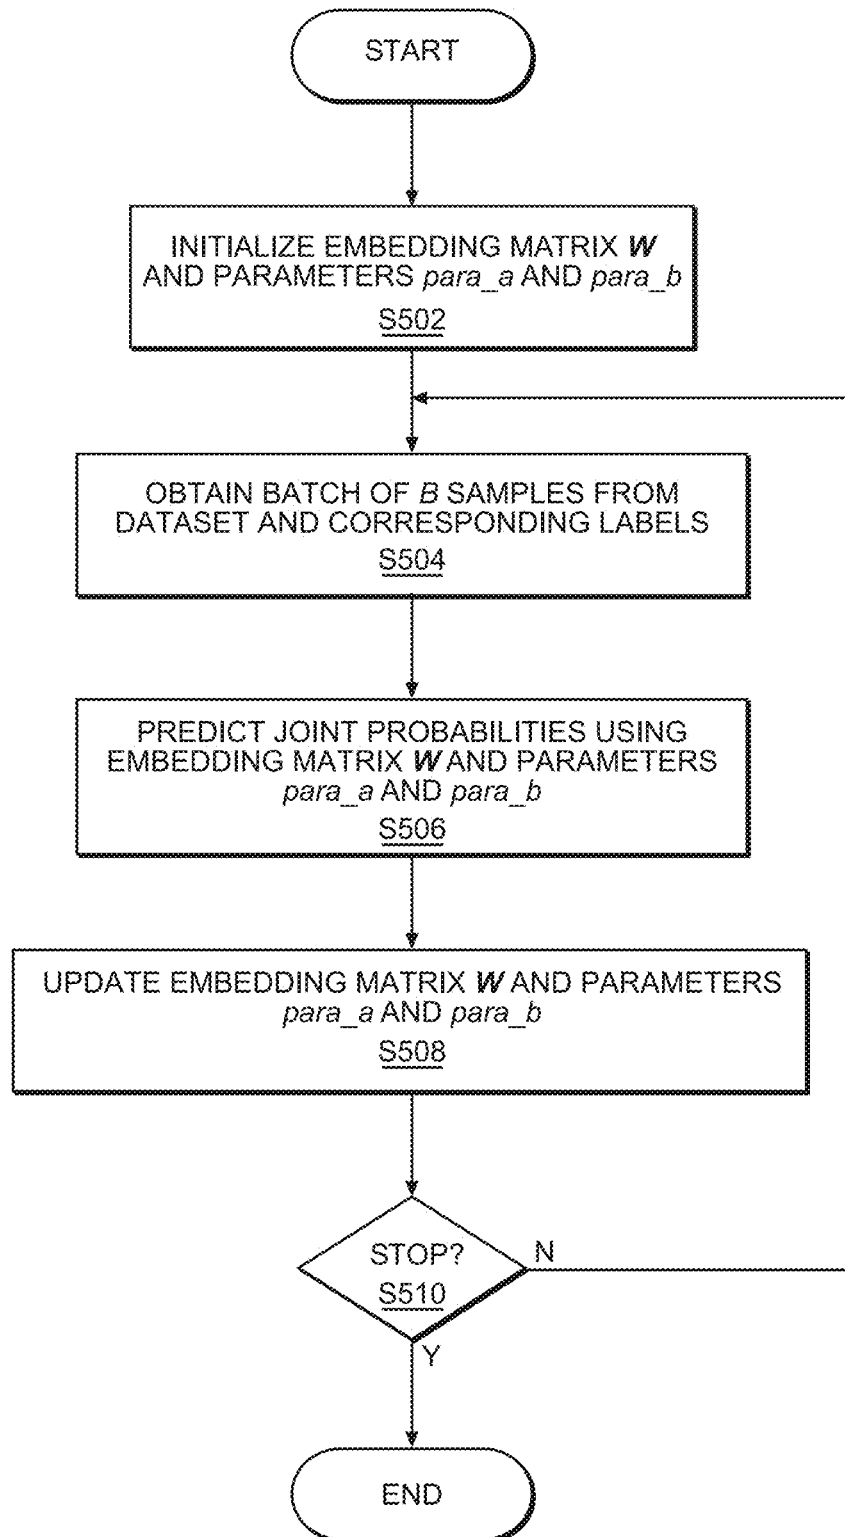 START
INITIALIZE EMBEDDING MATRIX W
AND PARAMETERS para_a AND para_b
S502
OBTAIN BATCH OF B SAMPLES FROM
DATASET AND CORRESPONDING LABELS
S504
PREDICT JOINT PROBABILITIES USING
EMBEDDING MATRIX W AND PARAMETERS
para_a AND para_b
S506
UPDATE EMBEDDING MATRIX W AND PARAMETERS
para_a AND para_b
S508
STOP?
S510
N
Y
END